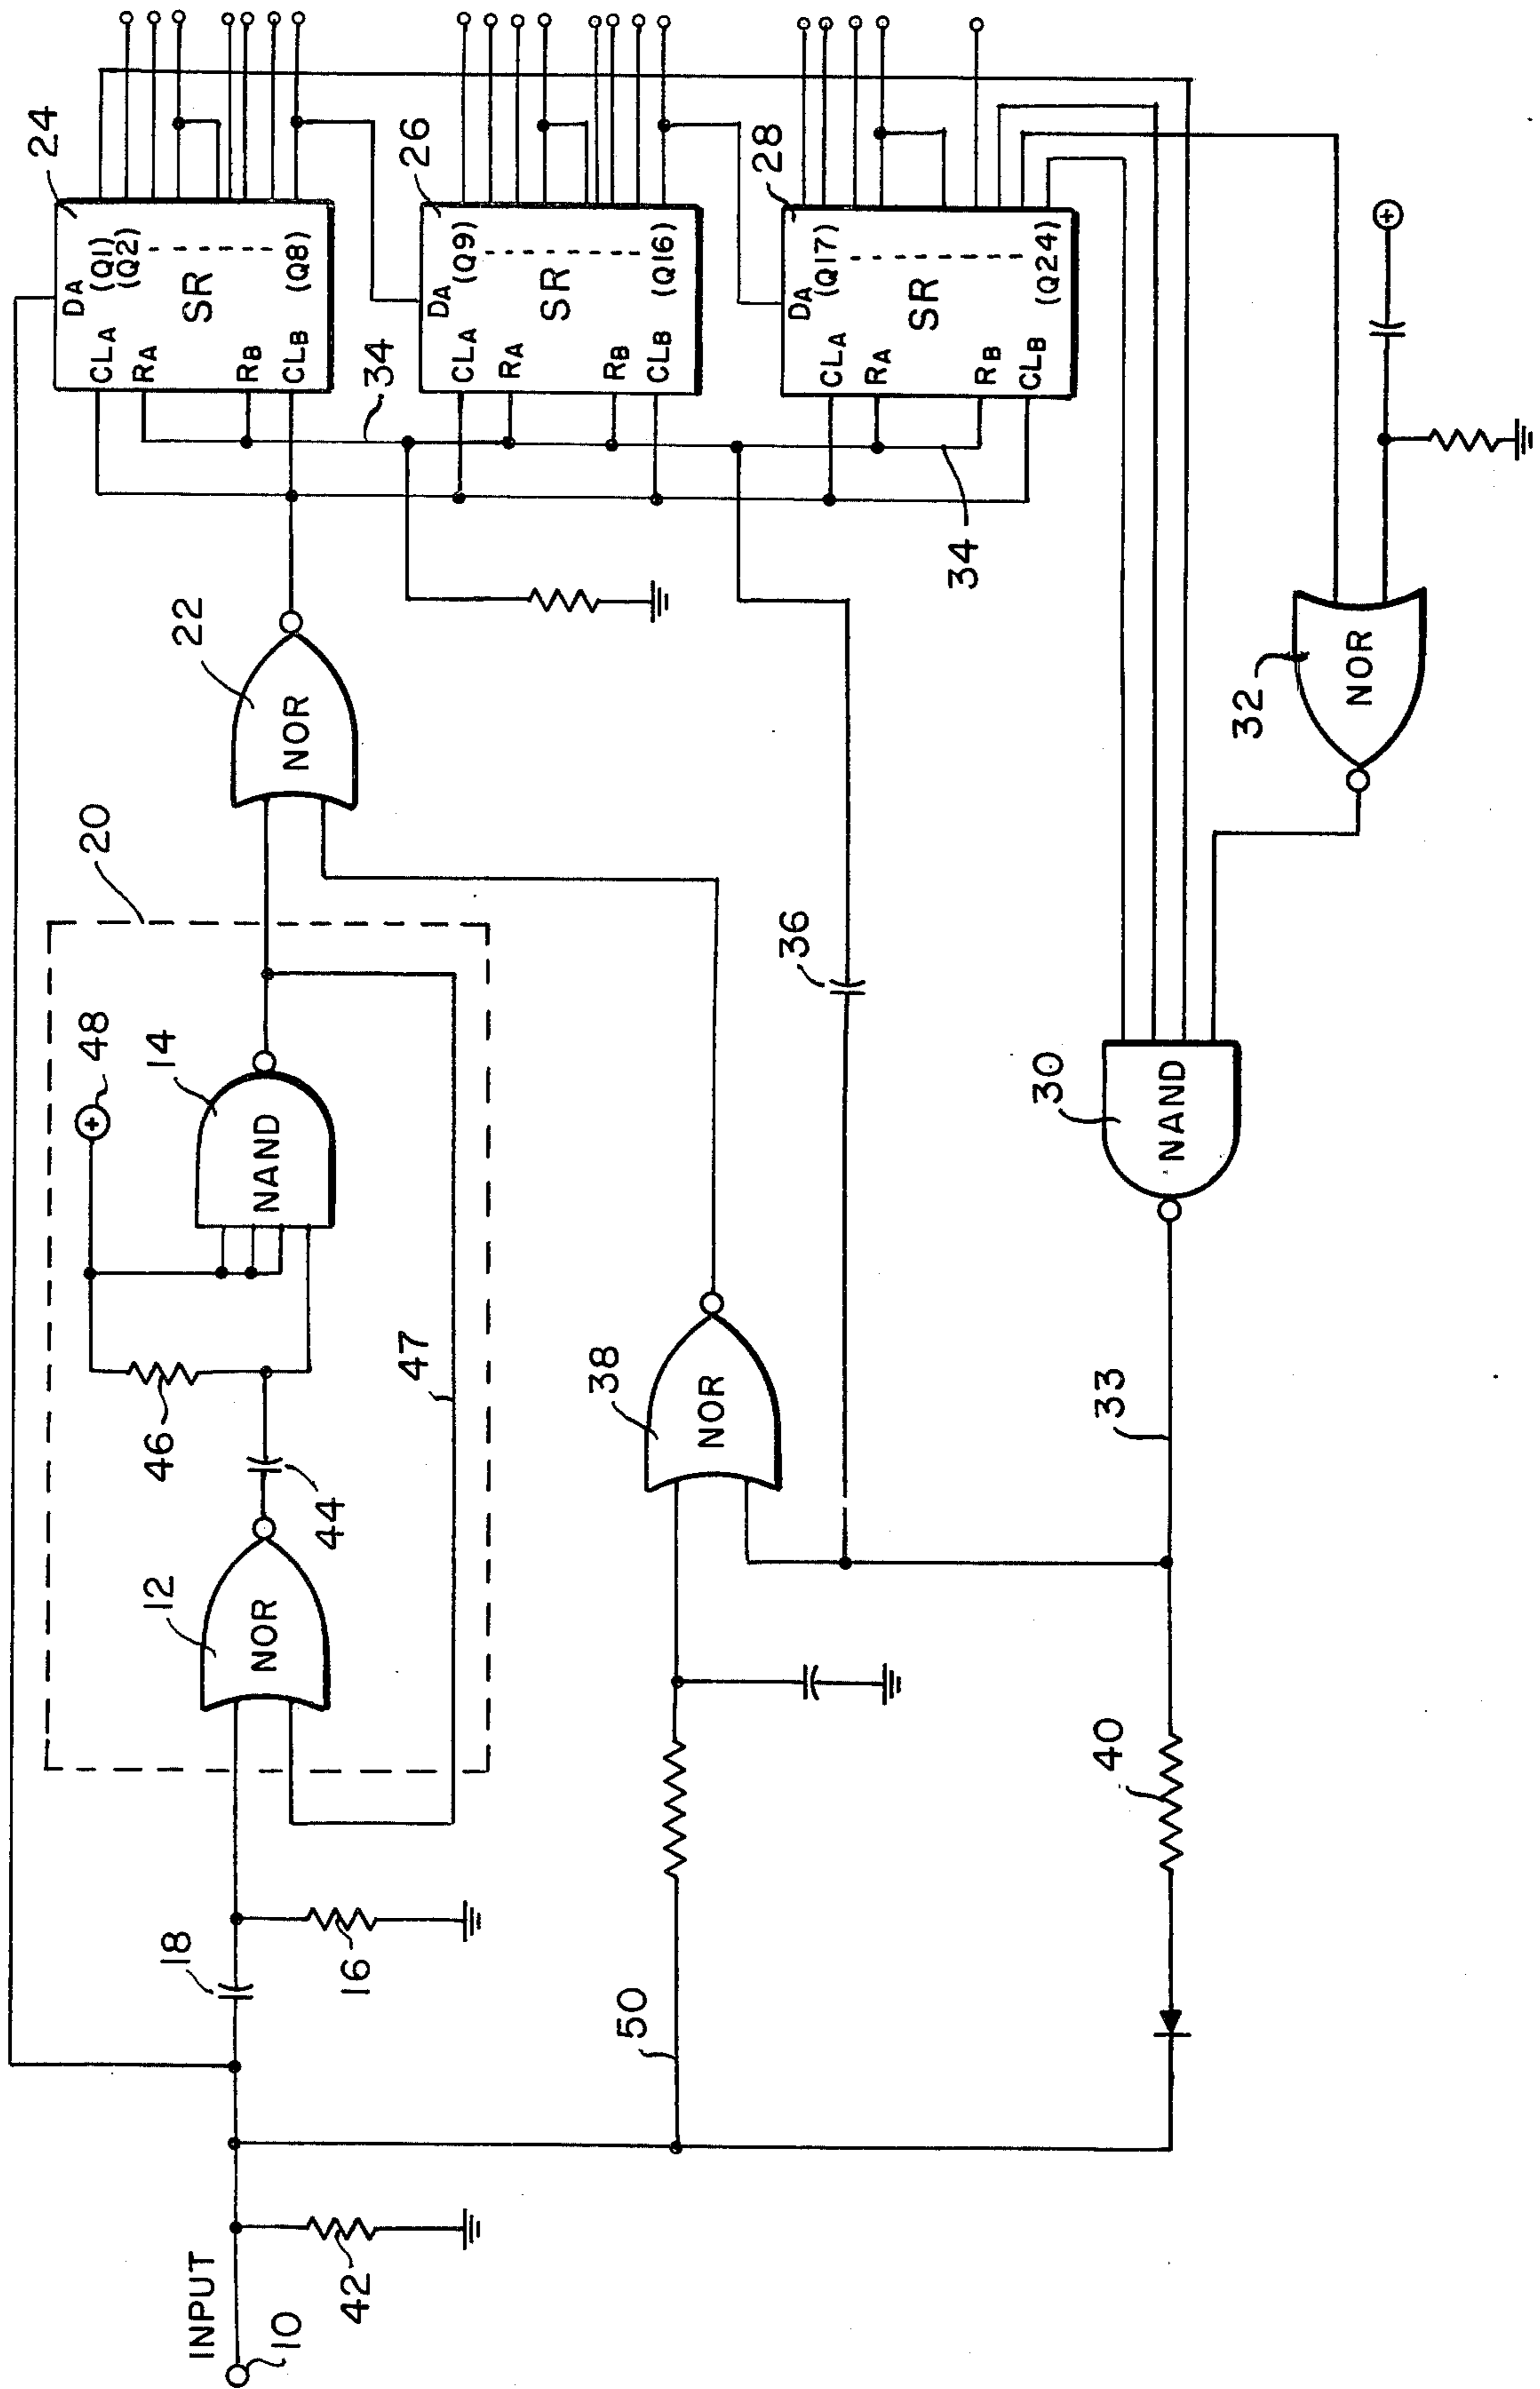 INPUT
10
42
18
16
12
NOR
44
46
47
48
14
NAND
20
22
NOR
50
38
NOR
36
40
33
30
NAND
32
NOR
34
34
24
DA
CLA
(Q1)
RA
(Q2)
SR
RB
CLB
(Q8)
26
DA
CLA
(Q9)
RA
SR
RB
CLB
(Q16)
28
DA
CLA
(Q17)
RA
SR
RB
CLB
(Q24)